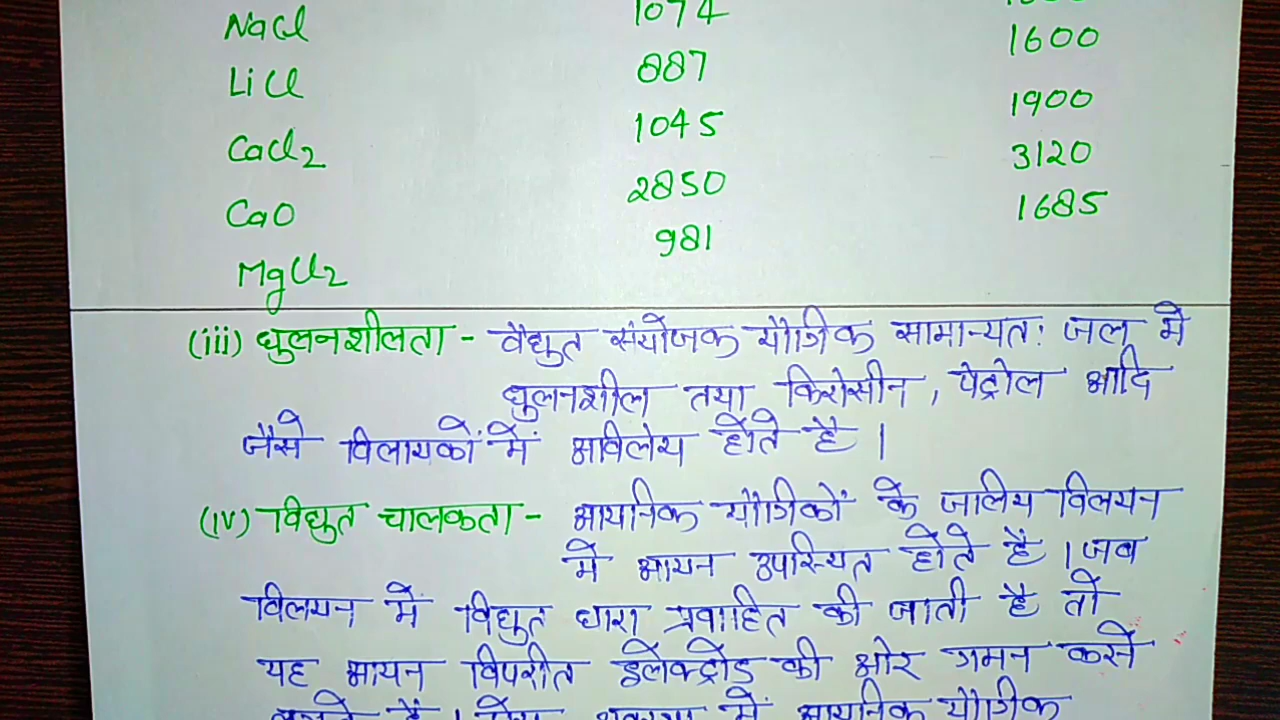 NaCl 1074
LiCl 887 1600
CaCl2 1045 1900
CaO 2850 3120
MgCl2 981 1685
(iii) घुलनशीलता - वैद्युत संयोजक यौगिक सामान्यतः जल में
घुलनशील तथा किरोसीन, पेट्रोल आदि
जैसे विलायकों में अविलेय होते है।
(iv) विद्युत चालकता - आयनिक यौगिकों के जालिय विलयन
में आयन उपस्थित होते है। जब
विलयन में विद्युत धारा प्रवाहित की जाती है तो
यह आयन विपरीत इलेक्ट्रोड की ओर गमन करने
में आयनिक यौगिक